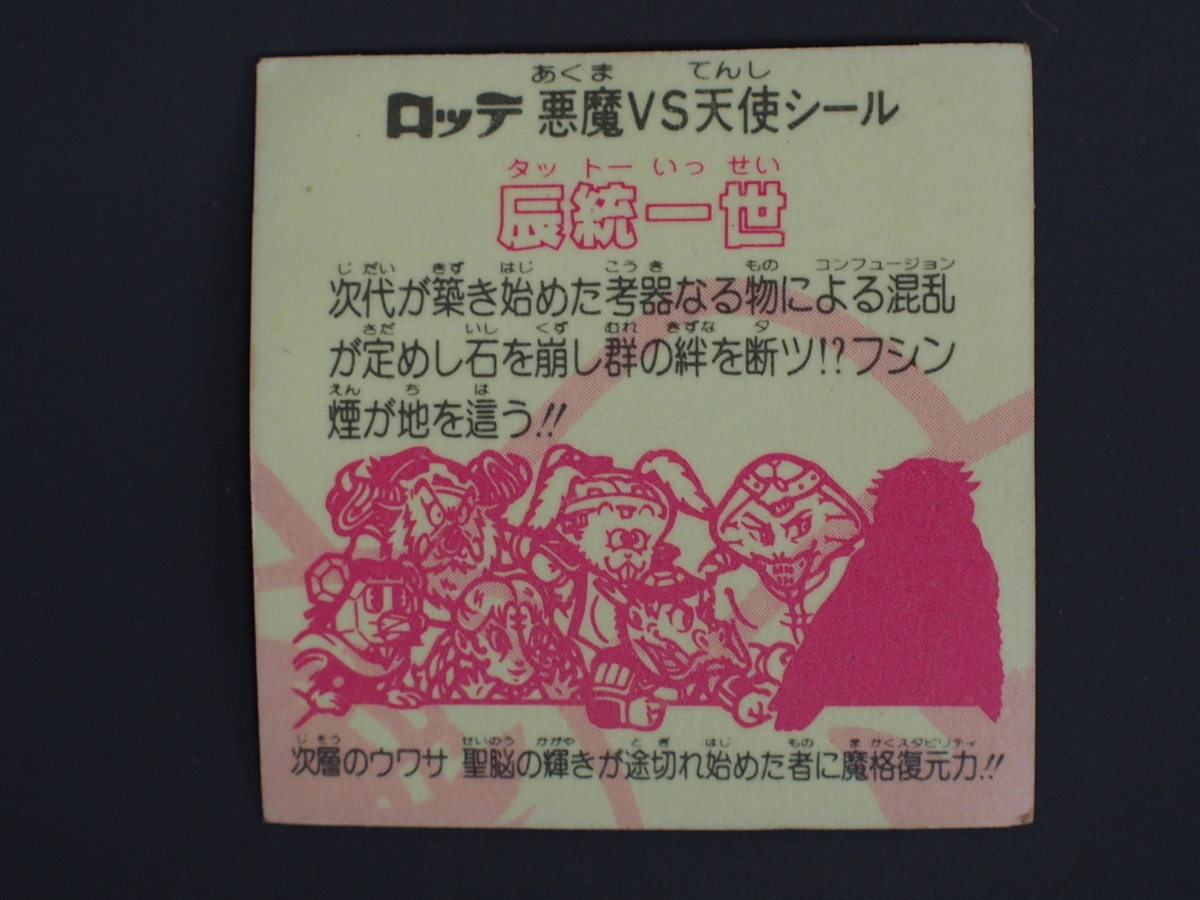 あくま てんし
ロッテ 悪魔VS天使シール
タッ トー いっ せい
辰統一世
じ だい きず はじ こう き もの コンフュージョン
次代が築き始めた考器なる物による混乱
さだ いし くず むれ きずな タ
が定めし石を崩し群の絆を断ツ!?フシン
えん ち は
煙が地を這う!!
じ そう せいのう かがや と ぎ はじ もの ま かくスタビリティ
次層のウワサ 聖脳の輝きが途切れ始めた者に魔格復元力!!